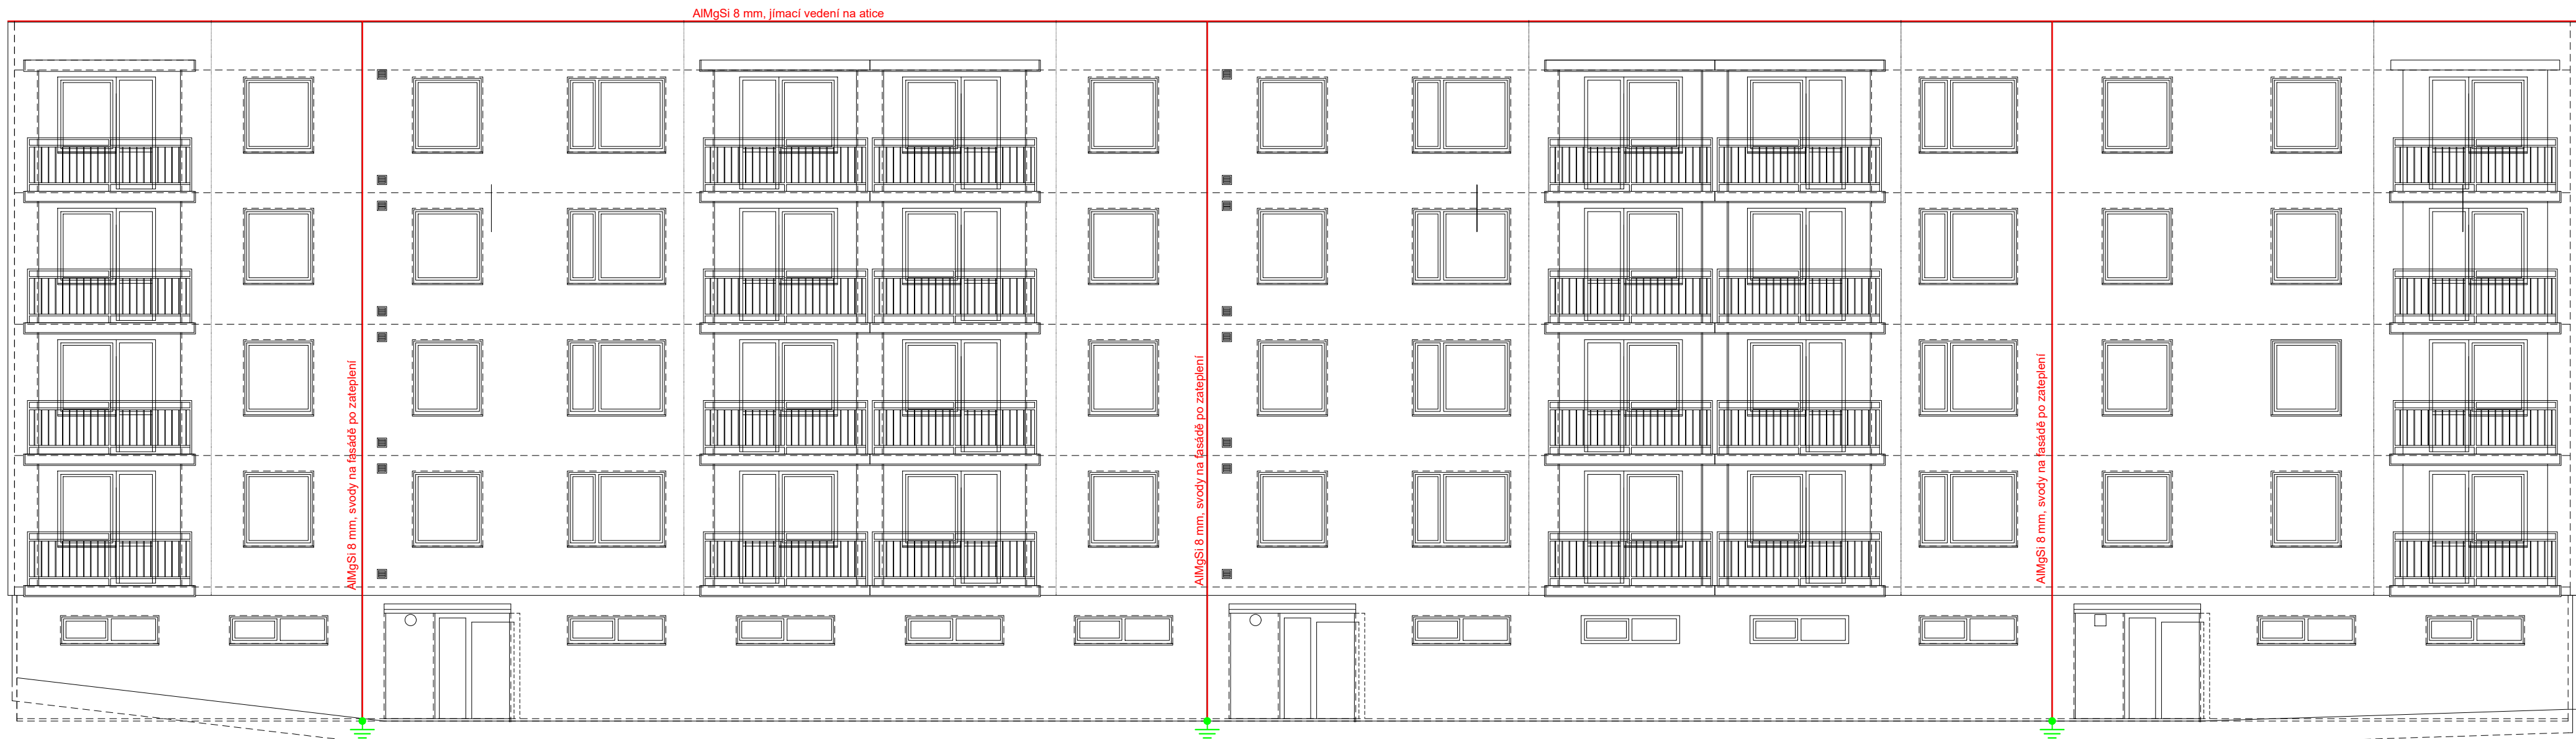 AlMgSi 8 mm, jímací vedení na atice
AlMgSi 8 mm, svody na fasádě po zateplení
AlMgSi 8 mm, svody na fasádě po zateplení
AlMgSi 8 mm, svody na fasádě po zateplení